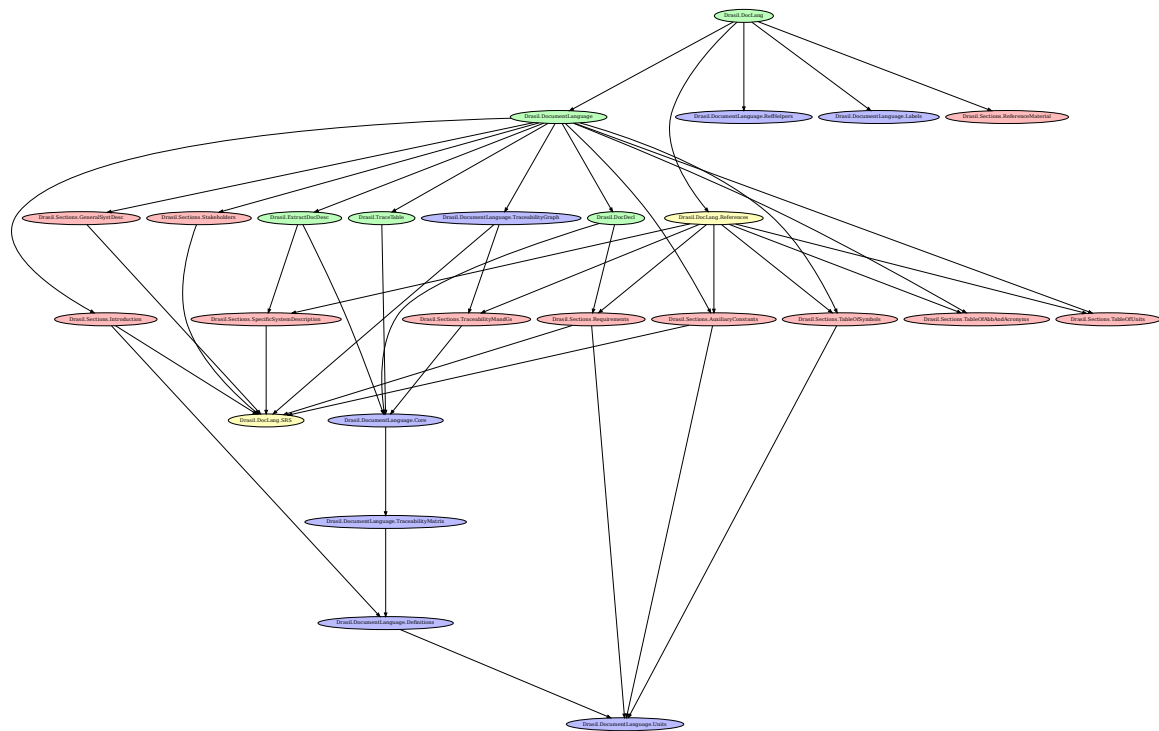 Drasil.DocLang
Drasil.DocumentLanguage
Drasil.DocumentLanguage.RefHelpers
Drasil.DocumentLanguage.Labels
Drasil.Sections.ReferenceMaterial
Drasil.Sections.GeneralSystDesc
Drasil.Sections.Stakeholders
Drasil.ExtractDocDesc
Drasil.TraceTable
Drasil.DocumentLanguage.TraceabilityGraph
Drasil.DocDecl
Drasil.DocLang.References
Drasil.Sections.Introduction
Drasil.Sections.SpecificSystemDescription
Drasil.Sections.TraceabilityMandGs
Drasil.Sections.Requirements
Drasil.Sections.AuxiliaryConstants
Drasil.Sections.TableOfSymbols
Drasil.Sections.TableOfAbbAndAcronyms
Drasil.Sections.TableOfUnits
Drasil.DocLang.SRS
Drasil.DocumentLanguage.Core
Drasil.DocumentLanguage.TraceabilityMatrix
Drasil.DocumentLanguage.Definitions
Drasil.DocumentLanguage.Units